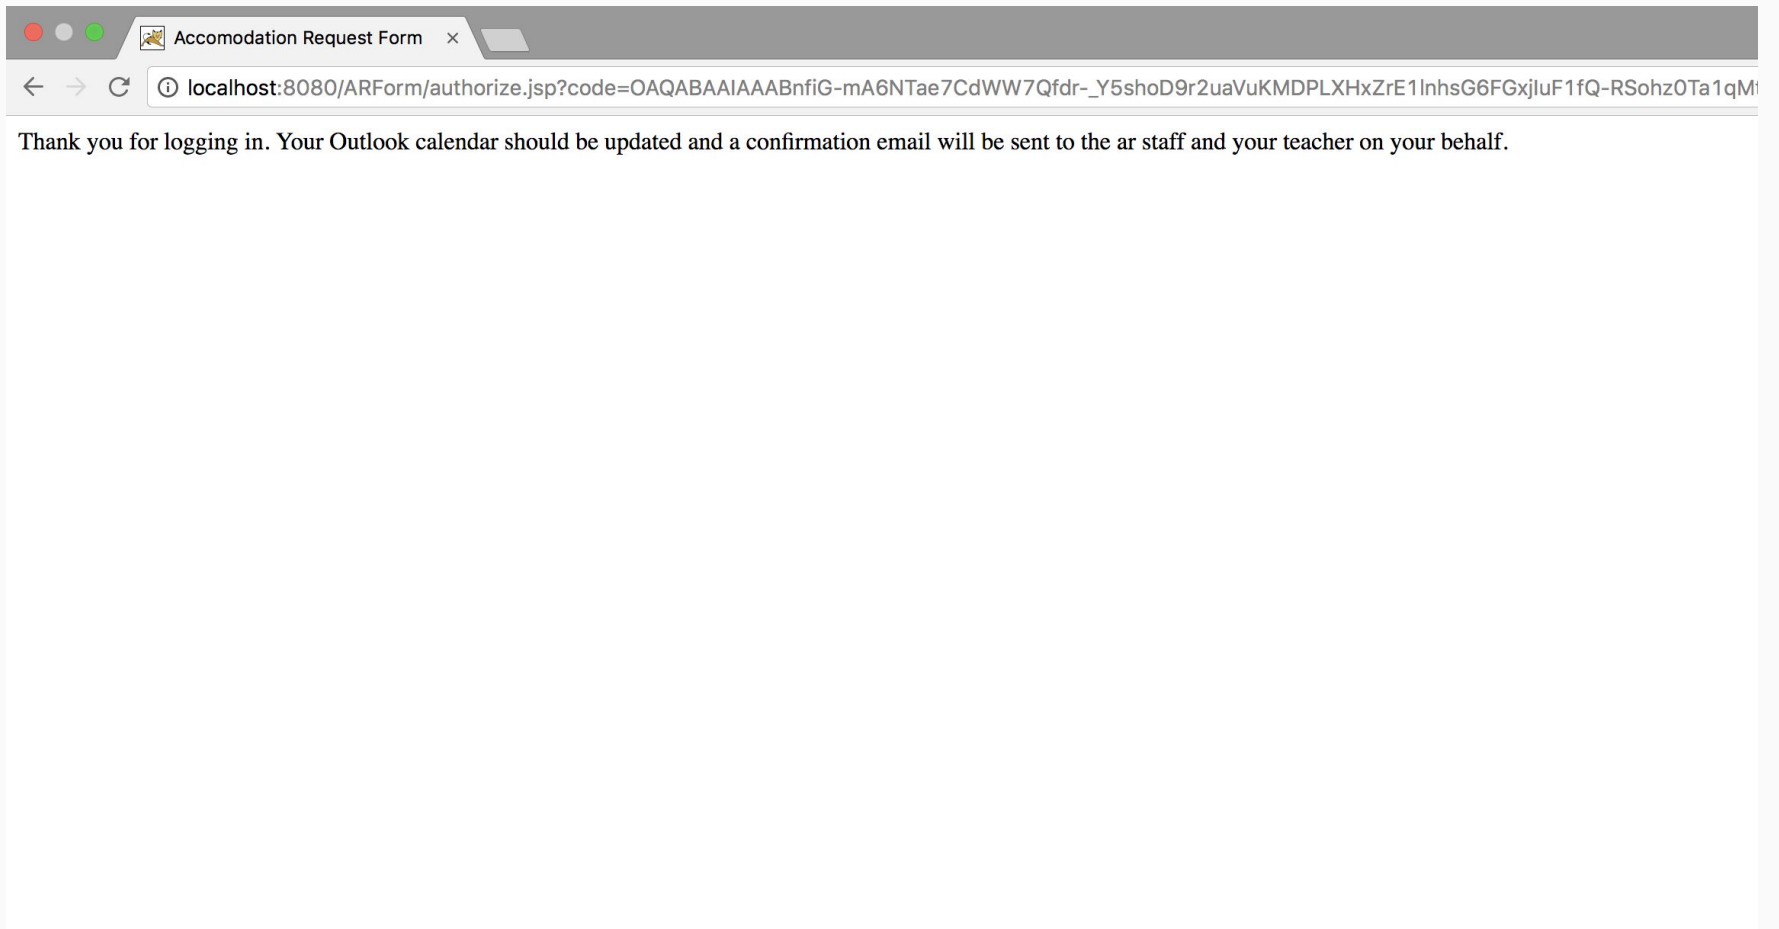 Accomodation Request Form
localhost:8080/ARForm/authorize.jsp?code=OAQABAAIAAABnfiG-mA6NTae7CdWW7Qfdr-_Y5shoD9r2uaVuKMDPLXHxZrE1lnhsG6FGxjIuF1fQ-RSohz0Ta1qM
Thank you for logging in. Your Outlook calendar should be updated and a confirmation email will be sent to the ar staff and your teacher on your behalf.